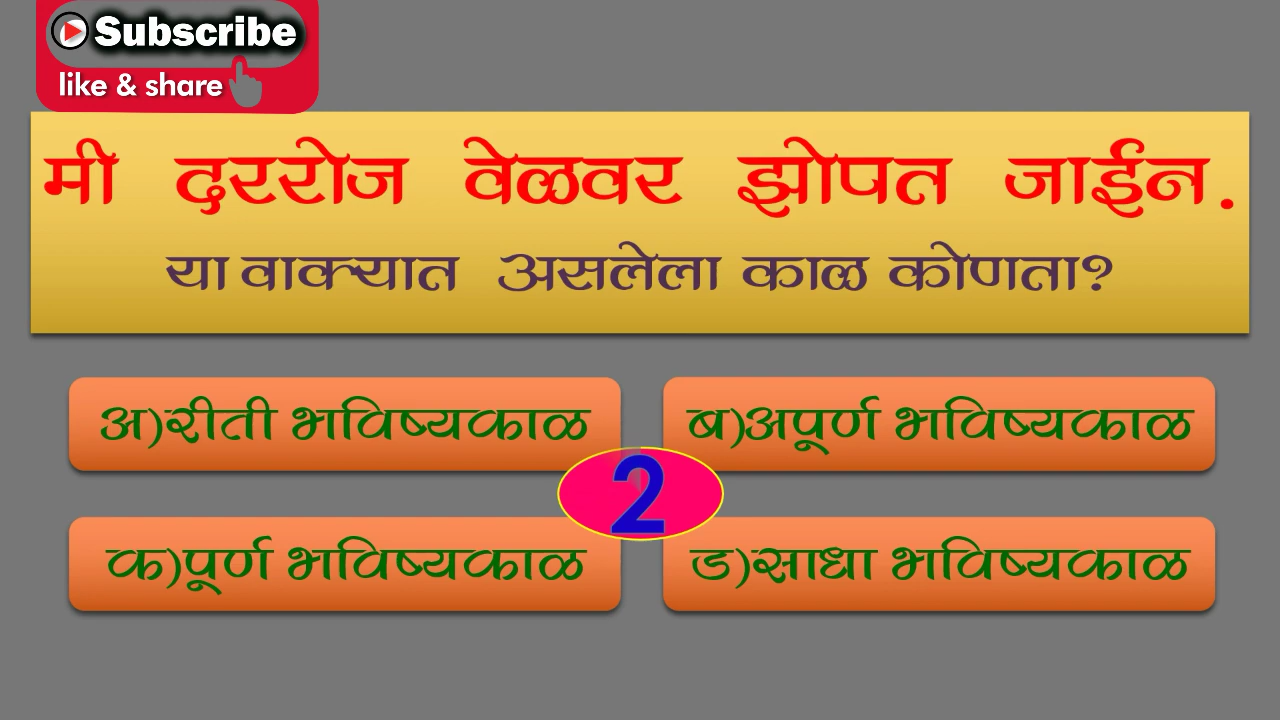 Subscribe
like & share
मी दररोज वेळवर झोपत जाईन.
या वाक्यात असलेला काळ कोणता?
अ)रीती भविष्यकाळ
ब)अपूर्ण भविष्यकाळ
2
क)पूर्ण भविष्यकाळ
ड)साधा भविष्यकाळ